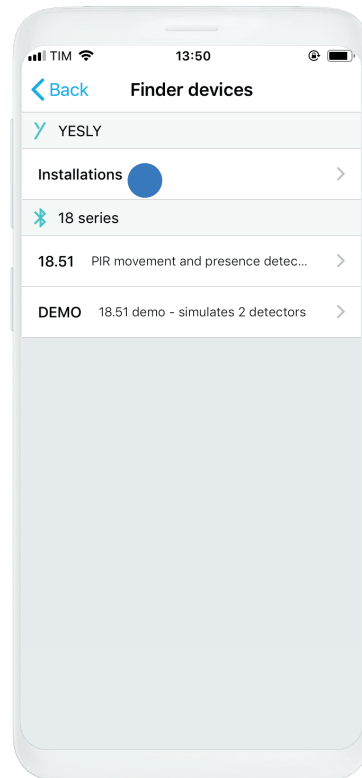 TIM 13:50
Back Finder devices
YESLY
Installations
18 series
18.51 PIR movement and presence detec...
DEMO 18.51 demo - simulates 2 detectors